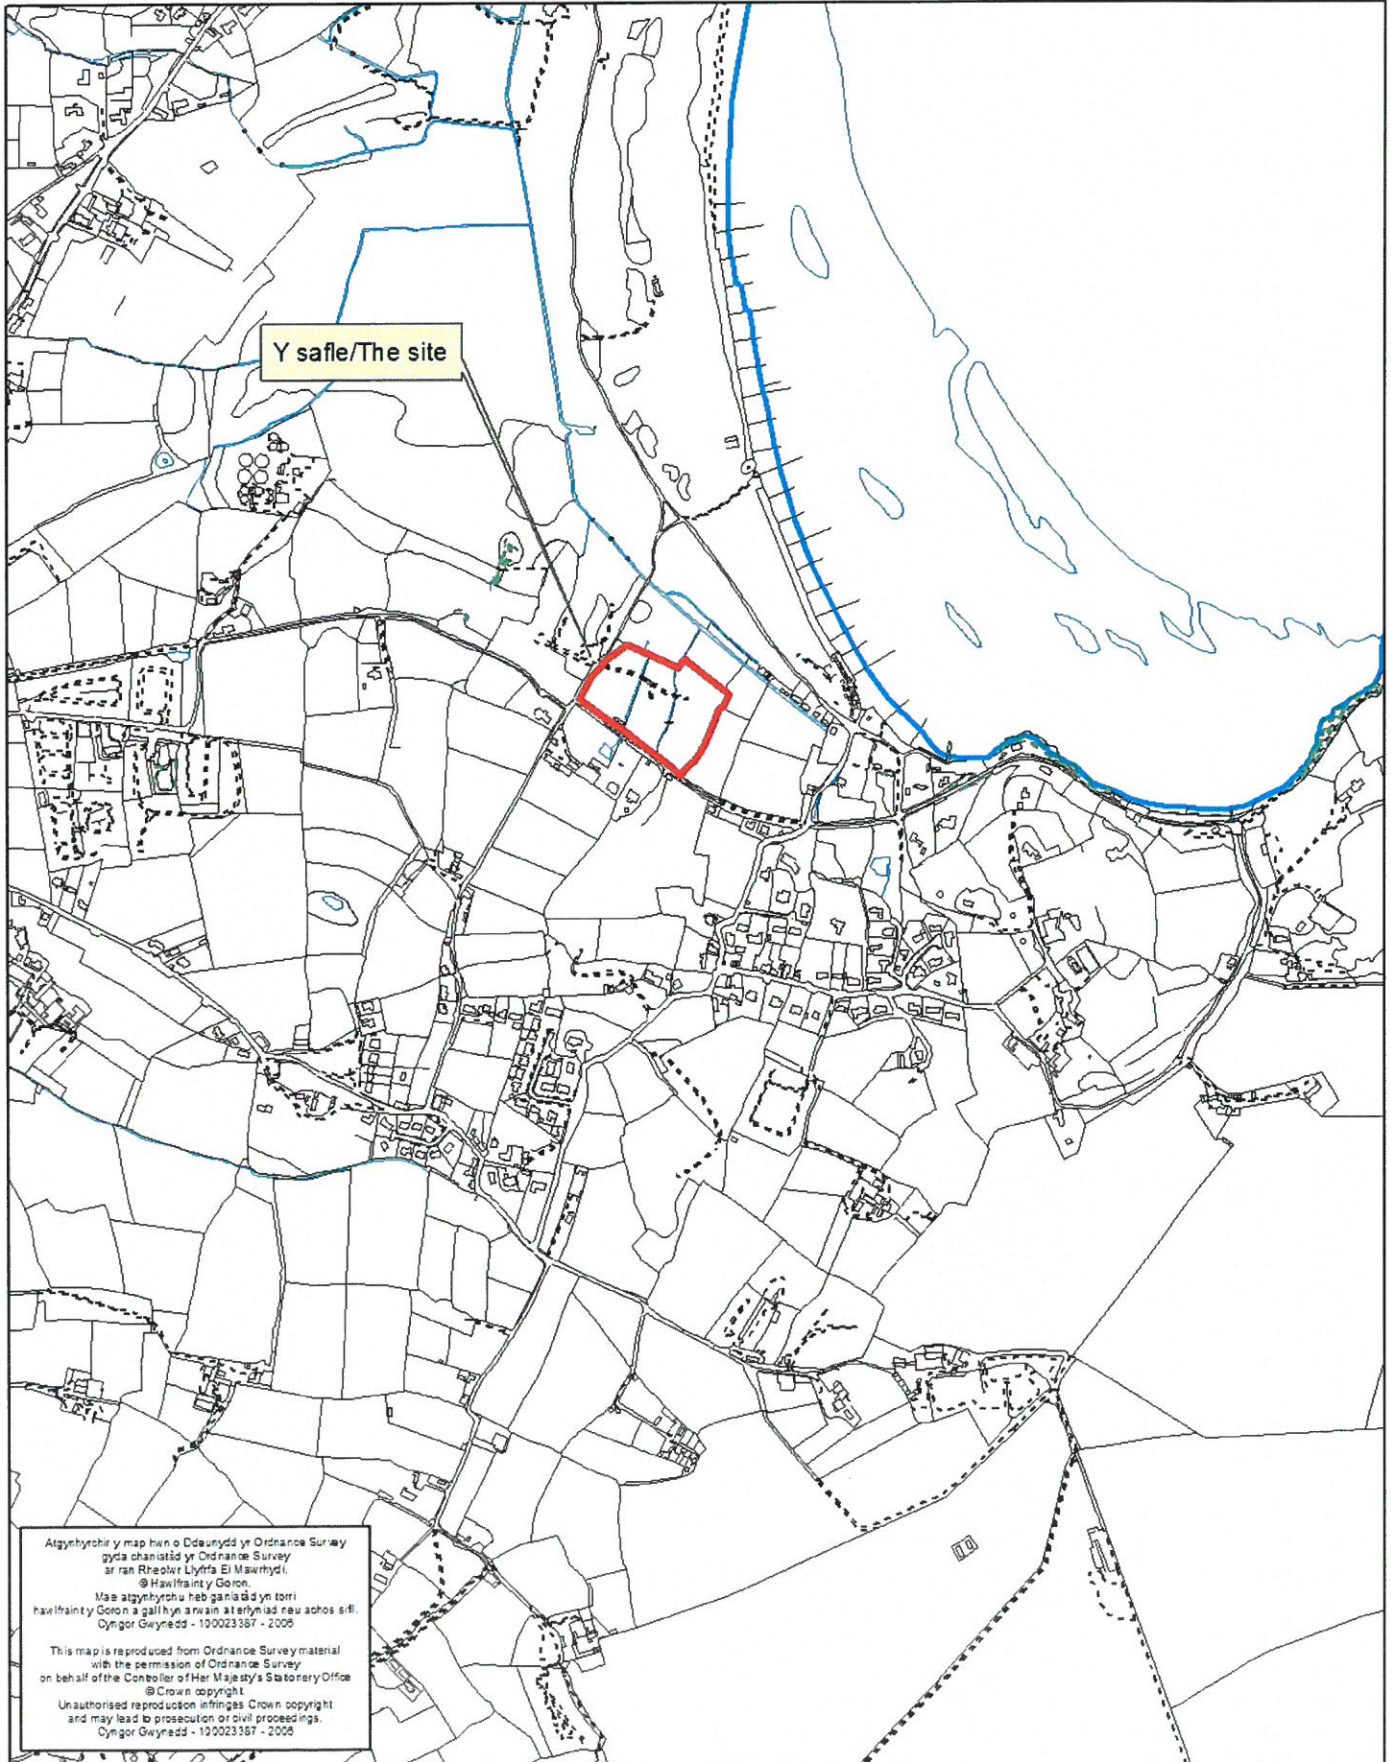 Y safle/The site
Atgynhyrchir y map hwn o Ddeunydd yr Ordnance Survey
gyda chaniatâd yr Ordnance Survey
ar ran Rheolwr Llyfrfa Ei Mawrhydi.
© Hawlfraint y Goron.
Mae atgynhyrchu heb ganiatâd yn torri
hawlfraint y Goron a gall hyn arwain at erlyniad neu achos sifil.
Cyngor Gwynedd - 100023387 - 2008
This map is reproduced from Ordnance Survey material
with the permission of Ordnance Survey
on behalf of the Controller of Her Majesty's Stationery Office
© Crown copyright.
Unauthorised reproduction infringes Crown copyright
and may lead to prosecution or civil proceedings.
Cyngor Gwynedd - 100023387 - 2008